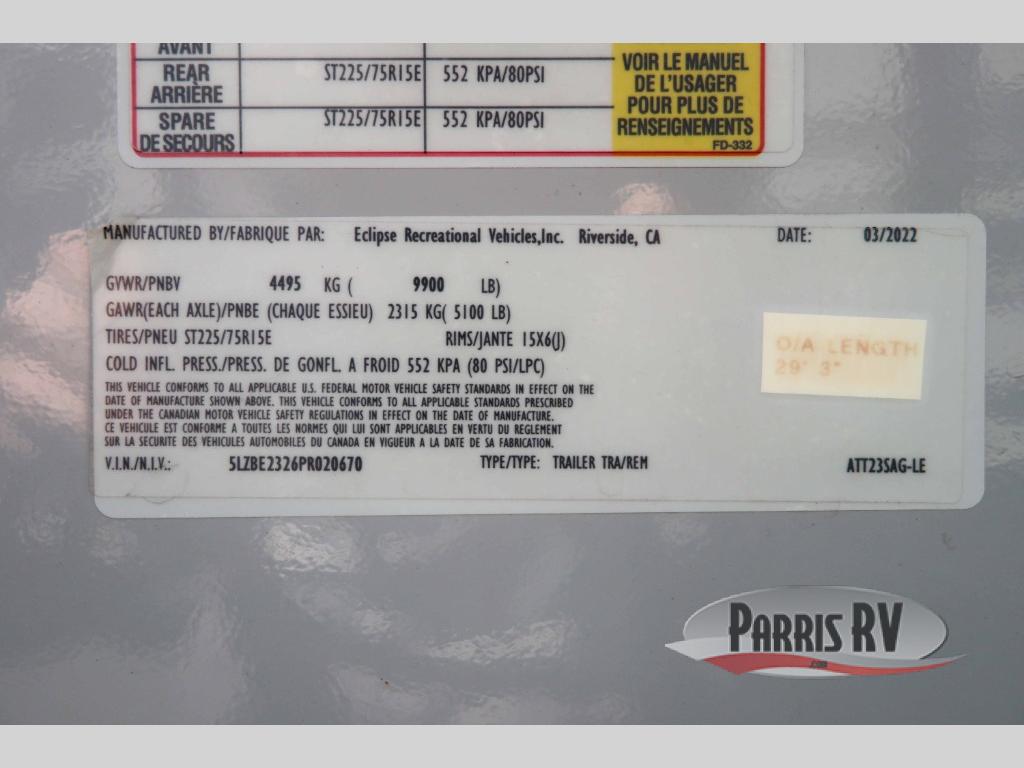 AVANT
REAR ARRIÈRE ST225/75R15E 552 KPA/80PSI
SPARE DE SECOURS ST225/75R15E 552 KPA/80PSI
VOIR LE MANUEL
DE L'USAGER
POUR PLUS DE
RENSEIGNEMENTS
FD-332
MANUFACTURED BY/FABRIQUE PAR: Eclipse Recreational Vehicles,Inc. Riverside, CA DATE: 03/2022
GVWR/PNBV 4495 KG ( 9900 LB)
GAWR(EACH AXLE)/PNBE (CHAQUE ESSIEU) 2315 KG( 5100 LB)
TIRES/PNEU ST225/75R15E RIMS/JANTE 15X6(J)
COLD INFL. PRESS./PRESS. DE GONFL. A FROID 552 KPA (80 PSI/LPC)
O/A LENGTH
29' 3"
THIS VEHICLE CONFORMS TO ALL APPLICABLE U.S. FEDERAL MOTOR VEHICLE SAFETY STANDARDS IN EFFECT ON THE
DATE OF MANUFACTURE SHOWN ABOVE. THIS VEHICLE CONFORMS TO ALL APPLICABLE STANDARDS PRESCRIBED
UNDER THE CANADIAN MOTOR VEHICLE SAFETY REGULATIONS IN EFFECT ON THE DATE OF MANUFACTURE.
CE VEHICULE EST CONFORME A TOUTES LES NORMES QUI LUI SONT APPLICABLES EN VERTU DU REGLEMENT
SUR LA SECURITE DES VEHICULES AUTOMOBILES DU CANADA EN VIGUEUR A LA DATE DE SA FABRICATION.
V.I.N./N.I.V.: 5LZBE2326PR020670 TYPE/TYPE: TRAILER TRA/REM ATT23SAG-LE
PARRIS RV
.com